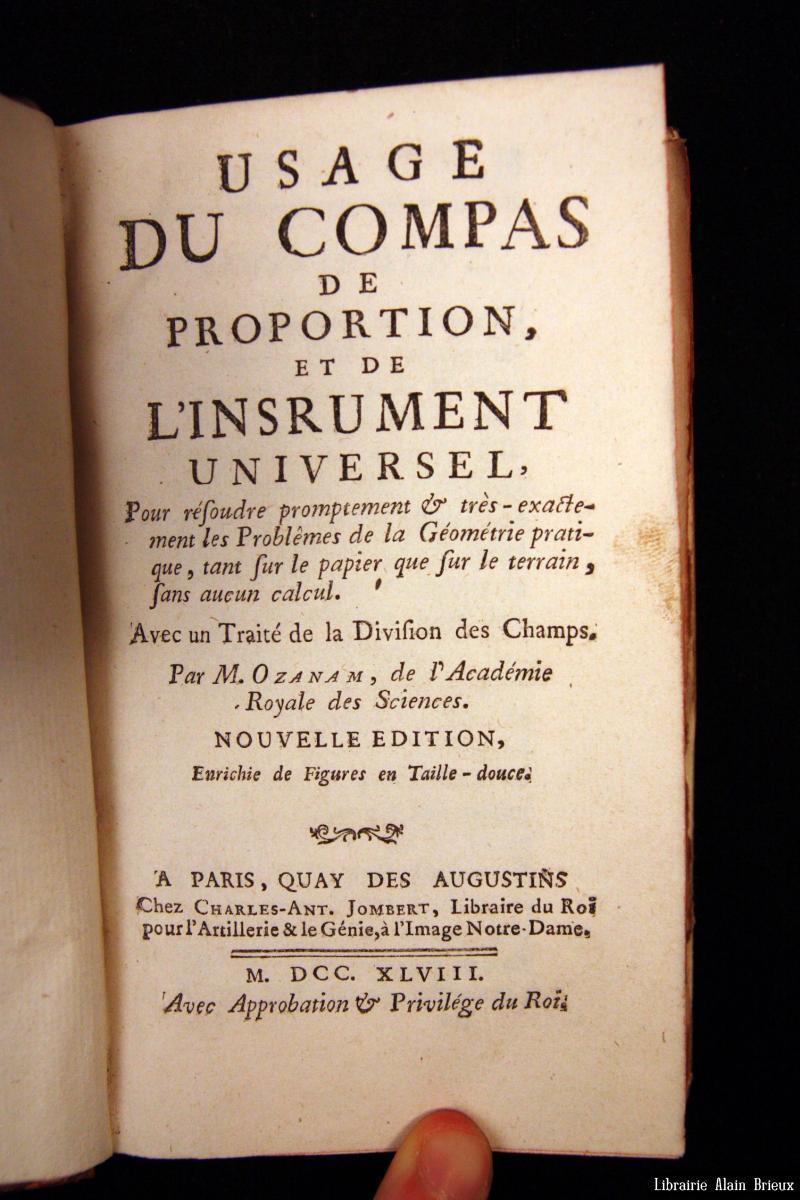 USAGE
DU COMPAS
DE
PROPORTION,
ET DE
L'INSRUMENT
UNIVERSEL,
Pour réſoudre promptement & très-exacte-
ment les Problêmes de la Géométrie prati-
que, tant ſur le papier que ſur le terrain,
ſans aucun calcul.
Avec un Traité de la Diviſion des Champs.
Par M. OZANAM, de l'Académie
Royale des Sciences.
NOUVELLE EDITION,
Enrichie de Figures en Taille-douce.
A PARIS, QUAY DES AUGUSTINS
Chez CHARLES-ANT. JOMBERT, Libraire du Roi
pour l'Artillerie & le Génie, à l'Image Notre-Dame.
M. DCC. XLVIII.
Avec Approbation & Privilége du Roi.
Librairie Alain Brieux